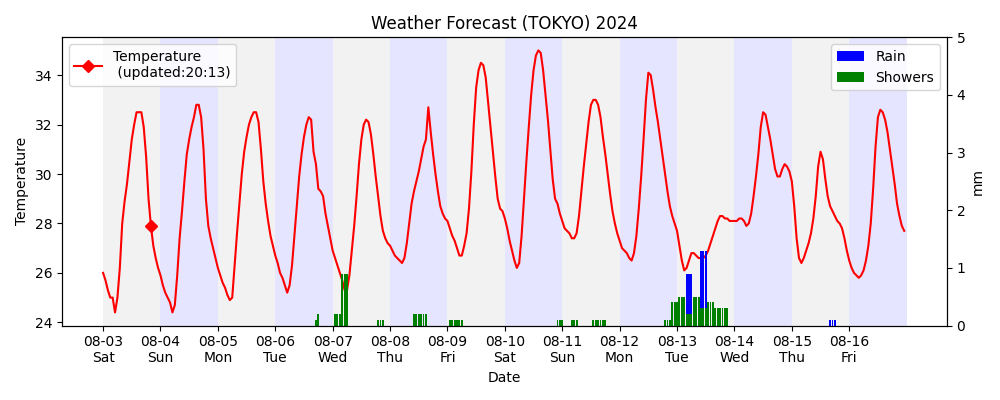 Weather Forecast (TOKYO) 2024
Temperature
(updated:20:13)
Rain
Showers
Temperature
34
32
30
28
26
24
5
4
3
2
1
0
mm
08-03 08-04 08-05 08-06 08-07 08-08 08-09 08-10 08-11 08-12 08-13 08-14 08-15 08-16
Sat Sun Mon Tue Wed Thu Fri Sat Sun Mon Tue Wed Thu Fri
Date